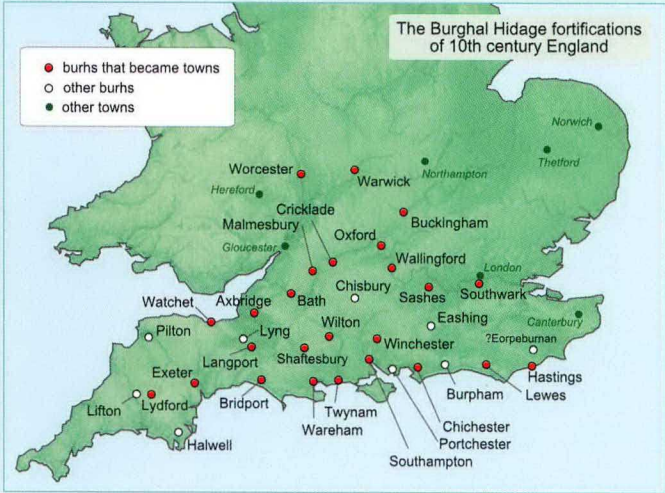 The Burghal Hidage fortifications
of 10th century England
burhs that became towns
other burhs
other towns
Norwich
Thetford
Northampton
Worcester
Warwick
Hereford
Cricklade
Malmesbury
Buckingham
Oxford
Gloucester
Wallingford
London
Chisbury
Sashes
Southwark
Bath
Watchet
Axbridge
Eashing
Canterbury
Pilton
Lyng
Wilton
Winchester
?Eorpeburnan
Langport
Shaftesbury
Exeter
Hastings
Lifton
Lydford
Bridport
Twynam
Burpham
Lewes
Wareham
Chichester
Halwell
Portchester
Southampton